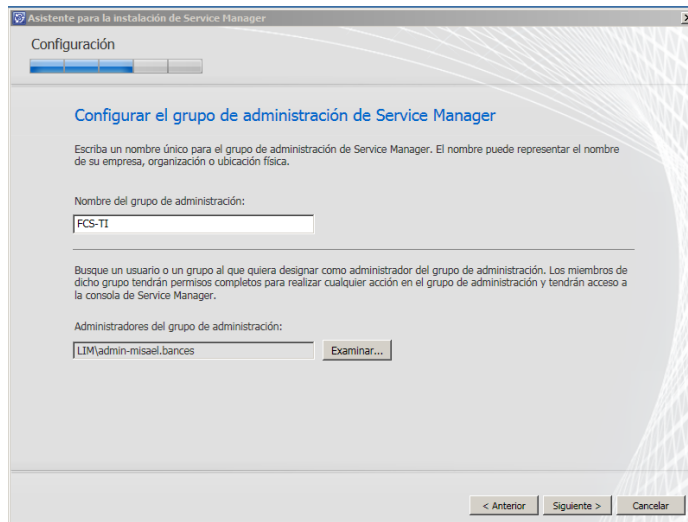 Asistente para la instalación de Service Manager
Configuración
Configurar el grupo de administración de Service Manager
Escriba un nombre único para el grupo de administración de Service Manager. El nombre puede representar el nombre
de su empresa, organización o ubicación física.
Nombre del grupo de administración:
FCS-TI
Busque un usuario o un grupo al que quiera designar como administrador del grupo de administración. Los miembros de
dicho grupo tendrán permisos completos para realizar cualquier acción en el grupo de administración y tendrán acceso a
la consola de Service Manager.
Administradores del grupo de administración:
LIM\admin-misael.bances
Examinar...
< Anterior
Siguiente >
Cancelar